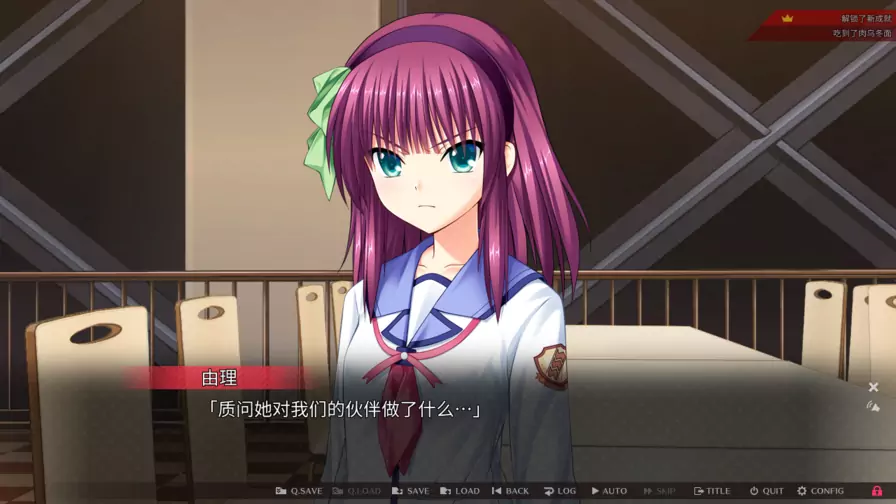 解锁了新成就
吃到了肉乌冬面
由理
「质问她对我们的伙伴做了什么…」
Q.SAVE Q.LOAD SAVE LOAD BACK LOG AUTO SKIP TITLE QUIT CONFIG